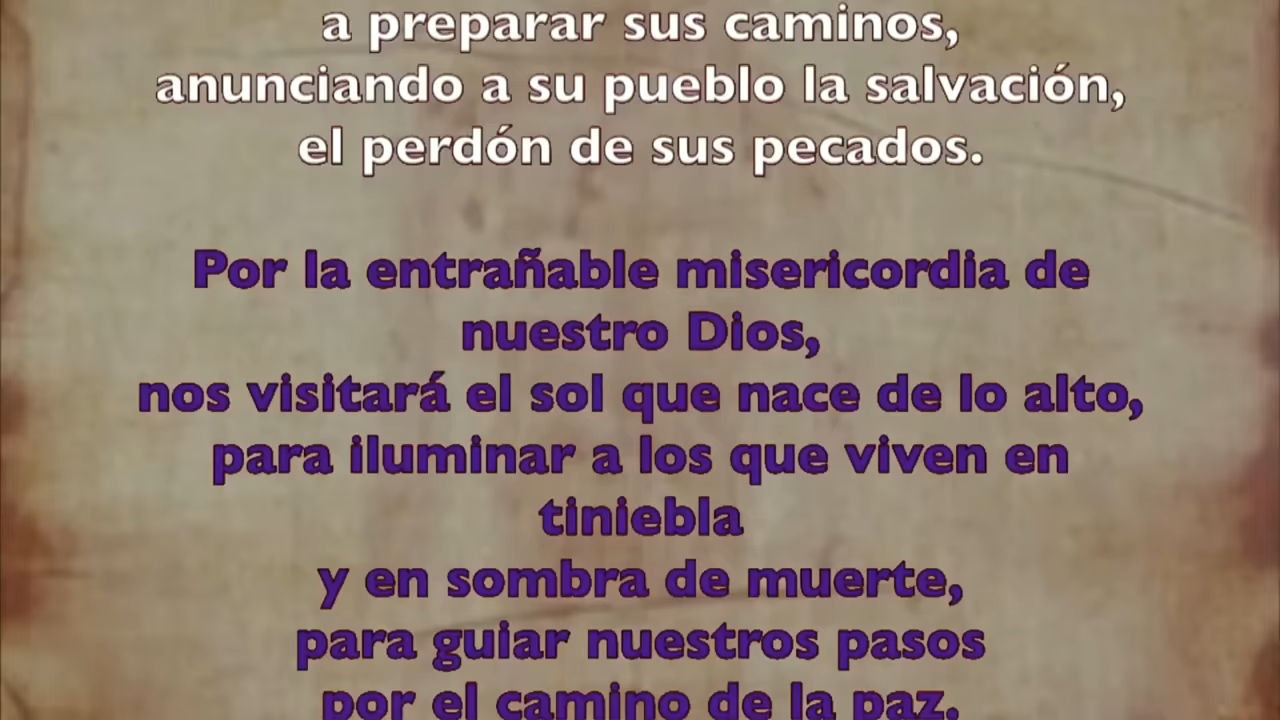 a preparar sus caminos,
anunciando a su pueblo la salvación,
el perdón de sus pecados.
Por la entrañable misericordia de
nuestro Dios,
nos visitará el sol que nace de lo alto,
para iluminar a los que viven en
tiniebla
y en sombra de muerte,
para guiar nuestros pasos
por el camino de la paz.